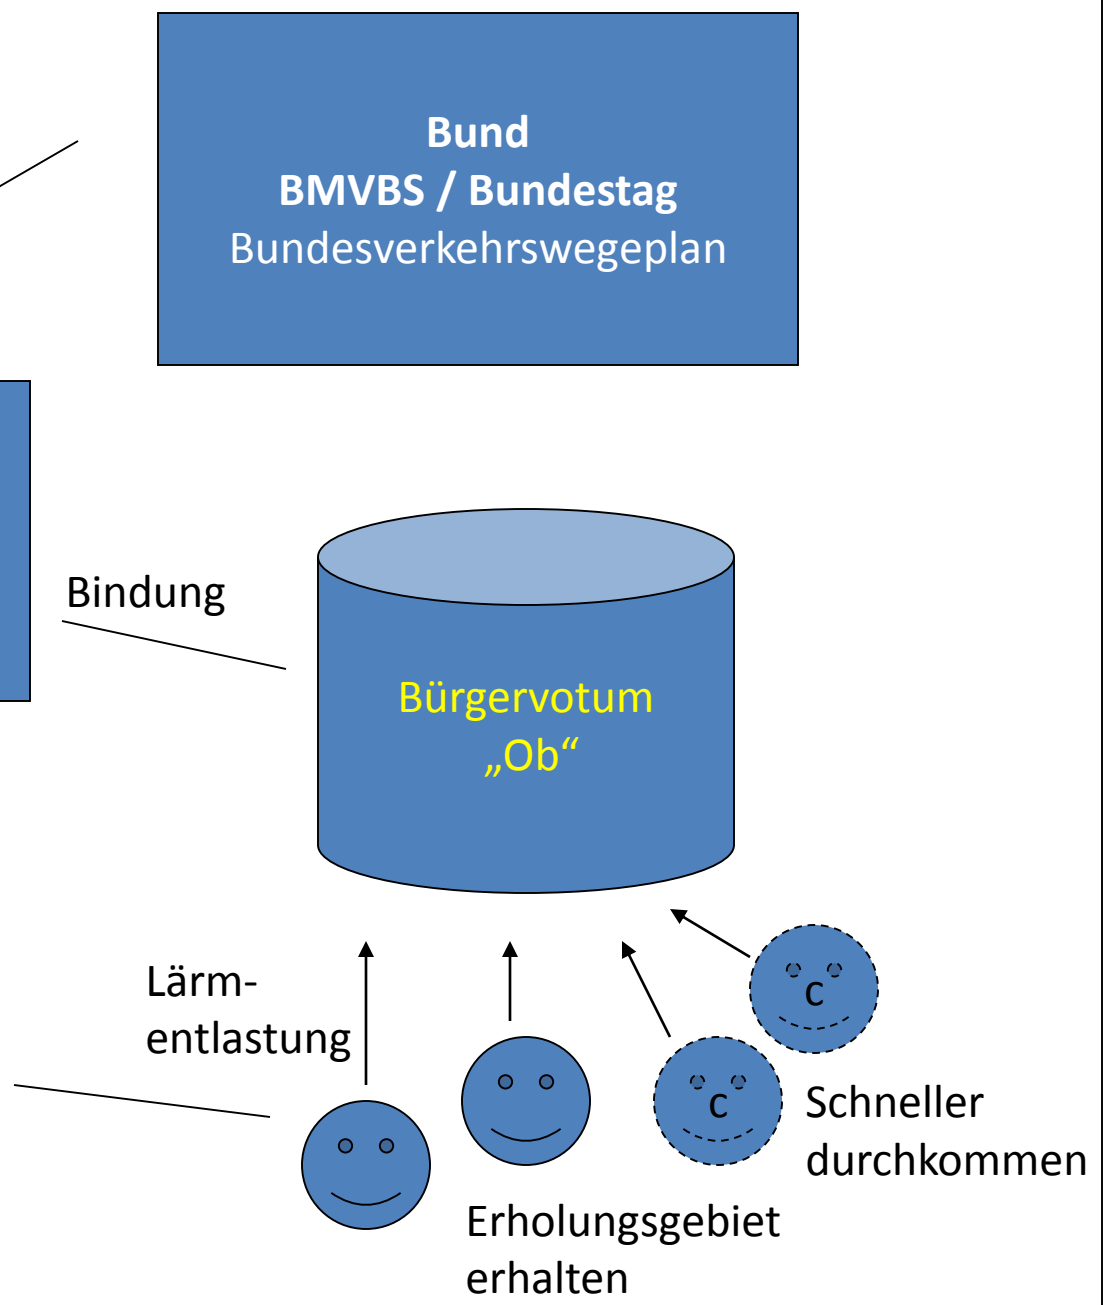 Bund
BMVBS / Bundestag
Bundesverkehrswegeplan
Bindung
Bürgervotum
„Ob“
Lärm-
entlastung
c
c
Schneller
durchkommen
Erholungsgebiet
erhalten